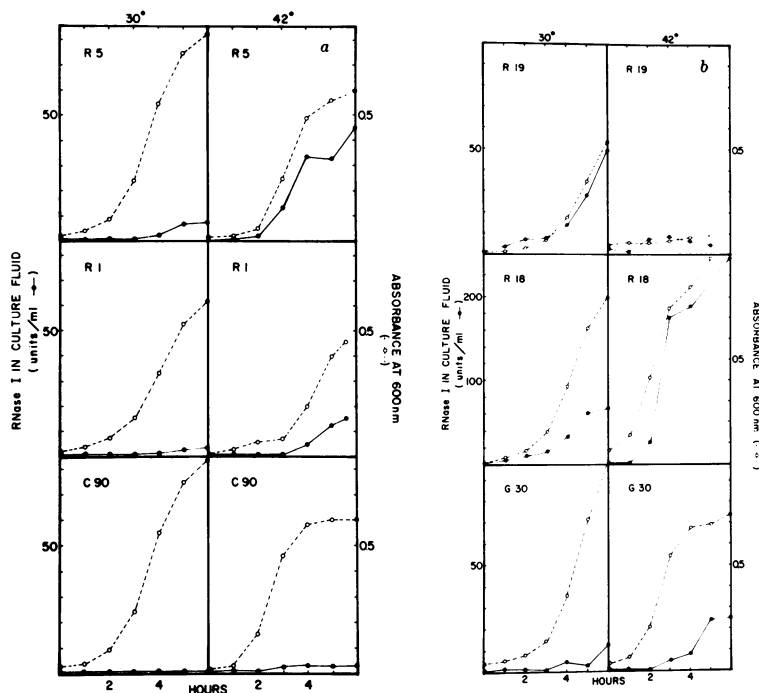 30° 42°
R 5 R 5 a
50 0.5
R 1 R 1
50 0.5
C 90 C 90
50 0.5
2 4 2 4
HOURS
RNase I IN CULTURE FLUID
(units/ml —●—)
ABSORBANCE AT 600nm
(-○-)
30° 42°
R 19 R 19 b
50 0.5
R 18 R 18
200
100 0.5
G 30 G 30
50 0.5
2 4 2 4
HOURS
RNase I IN CULTURE FLUID
(units/ml —●—)
ABSORBANCE AT 600nm (-○-)